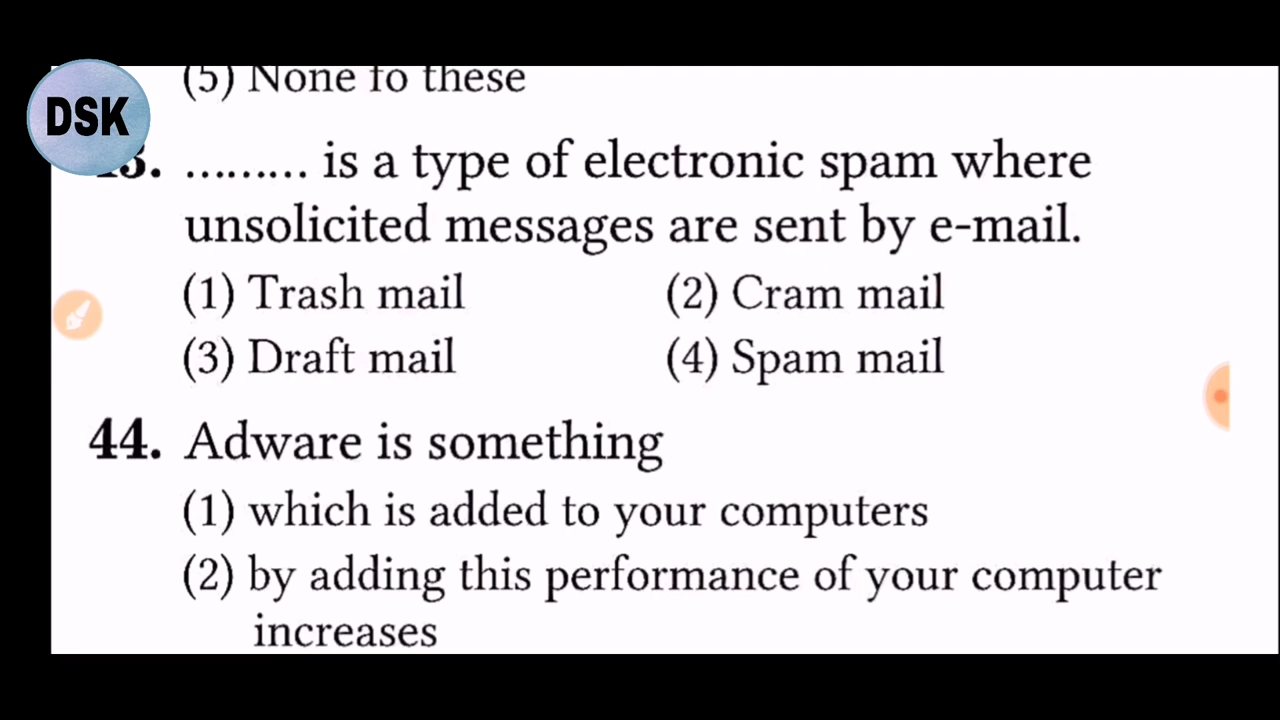 (5) None fo these
DSK
3. ......... is a type of electronic spam where
unsolicited messages are sent by e-mail.
(1) Trash mail (2) Cram mail
(3) Draft mail (4) Spam mail
44. Adware is something
(1) which is added to your computers
(2) by adding this performance of your computer
increases